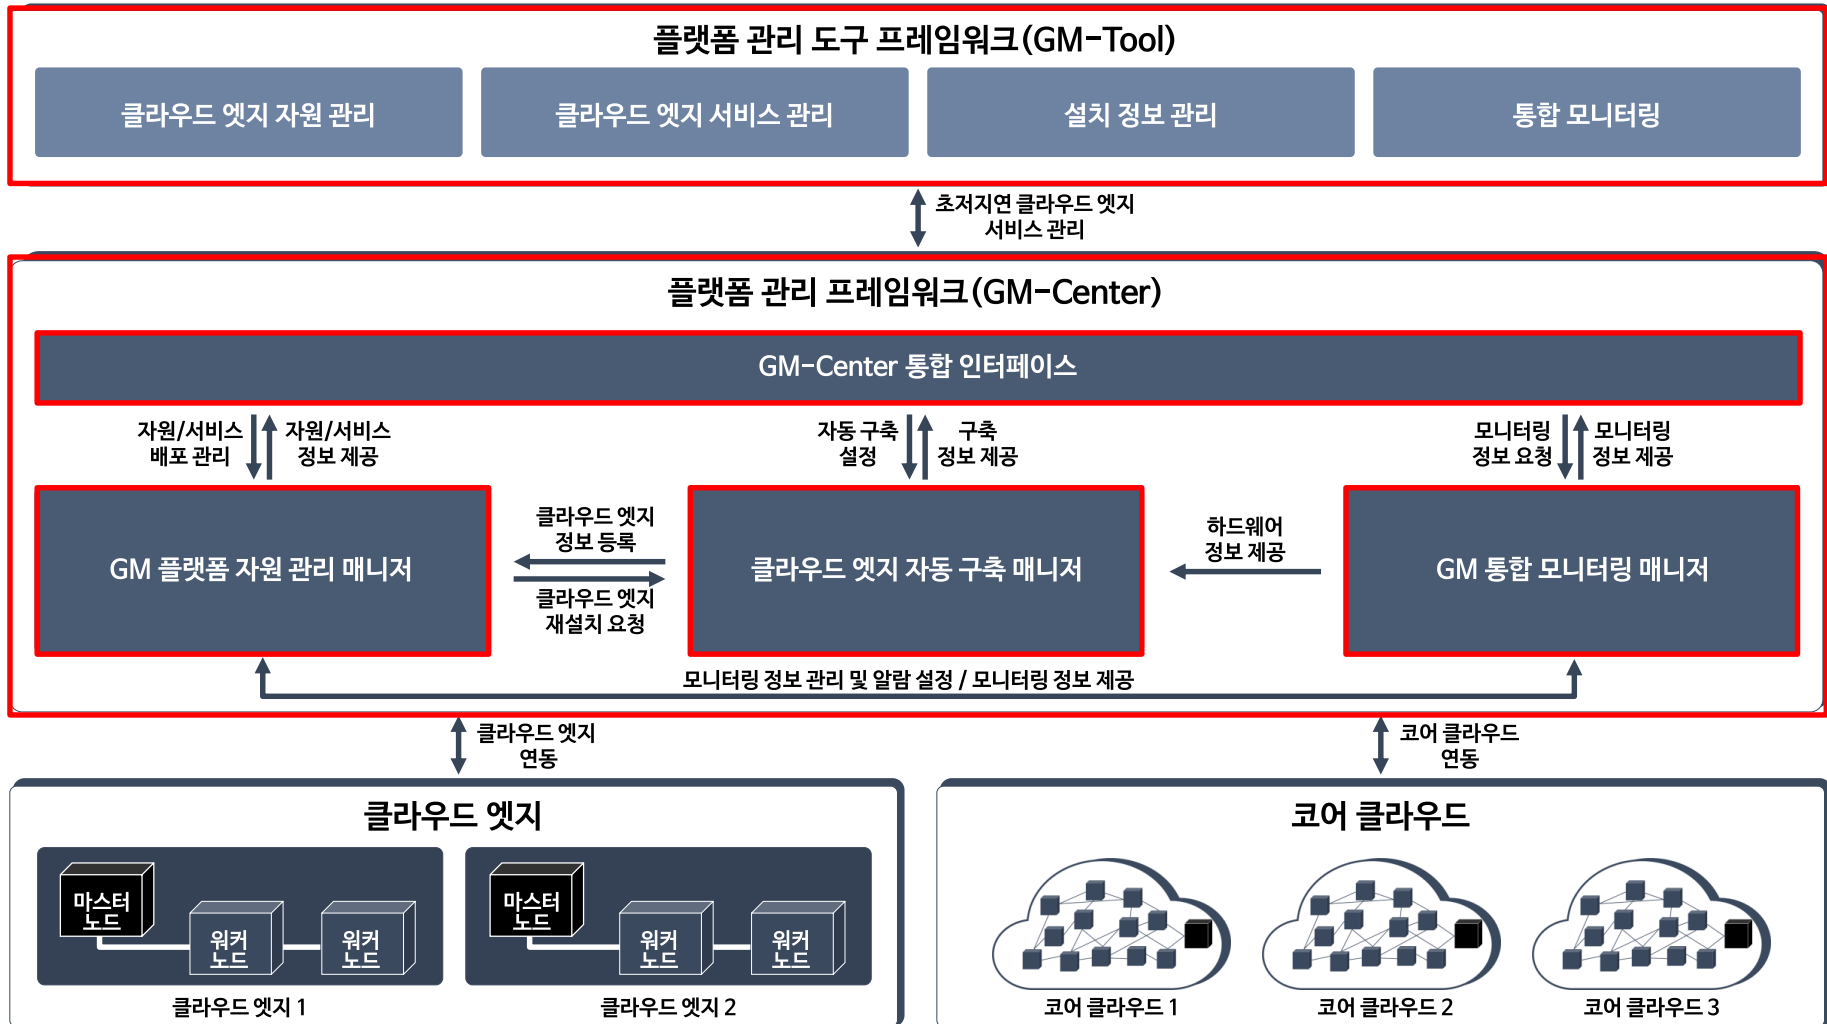 플랫폼 관리 도구 프레임워크(GM-Tool)
클라우드 엣지 자원 관리
클라우드 엣지 서비스 관리
설치 정보 관리
통합 모니터링
초저지연 클라우드 엣지
서비스 관리
플랫폼 관리 프레임워크(GM-Center)
GM-Center 통합 인터페이스
자원/서비스
배포 관리
자원/서비스
정보 제공
자동 구축
설정
구축
정보 제공
모니터링
정보 요청
모니터링
정보 제공
GM 플랫폼 자원 관리 매니저
클라우드 엣지
정보 등록
클라우드 엣지
재설치 요청
클라우드 엣지 자동 구축 매니저
하드웨어
정보 제공
GM 통합 모니터링 매니저
모니터링 정보 관리 및 알람 설정 / 모니터링 정보 제공
클라우드 엣지
연동
코어 클라우드
연동
클라우드 엣지
마스터
노드
워커
노드
워커
노드
클라우드 엣지 1
마스터
노드
워커
노드
워커
노드
클라우드 엣지 2
코어 클라우드
코어 클라우드 1
코어 클라우드 2
코어 클라우드 3